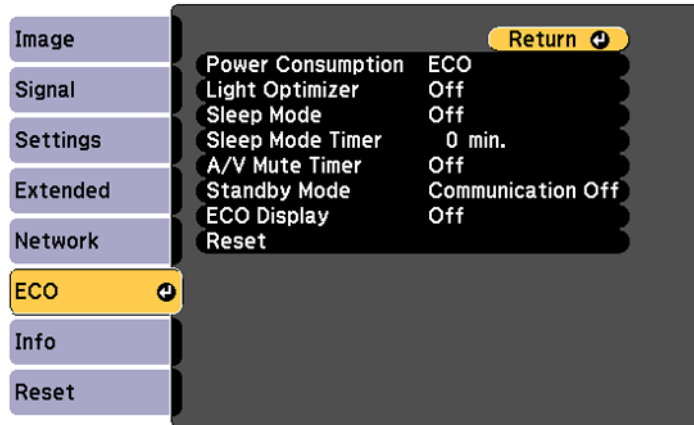 Image
Signal
Settings
Extended
Network
ECO
Info
Reset
Return
Power Consumption ECO
Light Optimizer Off
Sleep Mode Off
Sleep Mode Timer 0 min.
A/V Mute Timer Off
Standby Mode Communication Off
ECO Display Off
Reset